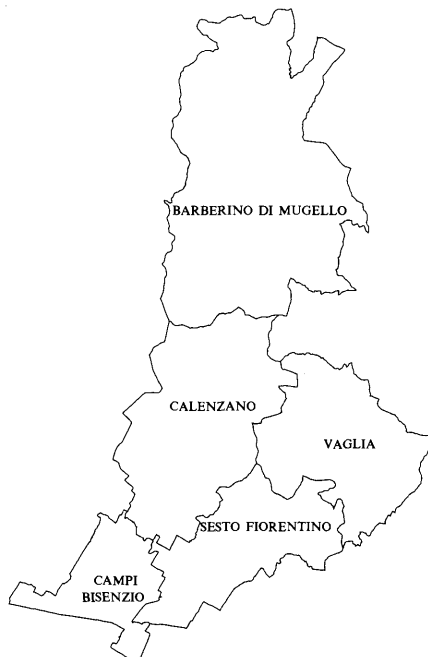 BARBERINO DI MUGELLO
CALENZANO
VAGLIA
SESTO FIORENTINO
CAMPI
BISENZIO